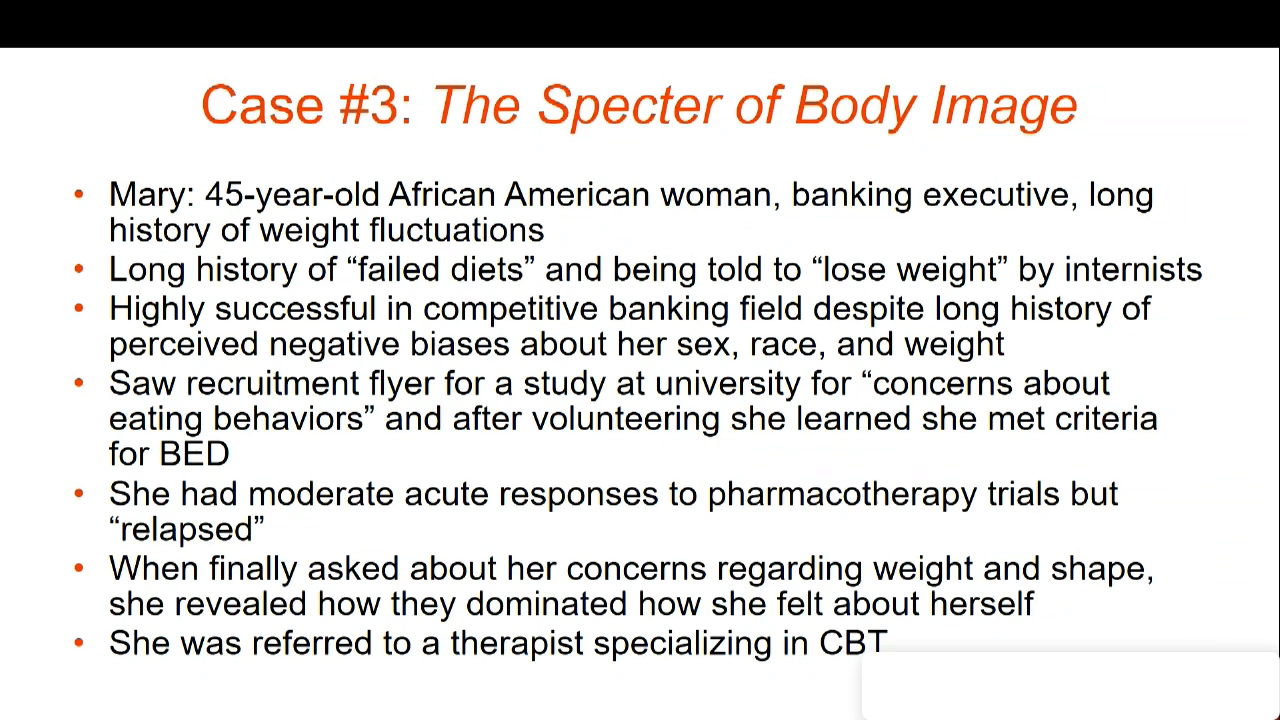 Case #3: The Specter of Body Image
• Mary: 45-year-old African American woman, banking executive, long
history of weight fluctuations
• Long history of “failed diets” and being told to “lose weight” by internists
• Highly successful in competitive banking field despite long history of
perceived negative biases about her sex, race, and weight
• Saw recruitment flyer for a study at university for “concerns about
eating behaviors” and after volunteering she learned she met criteria
for BED
• She had moderate acute responses to pharmacotherapy trials but
“relapsed”
• When finally asked about her concerns regarding weight and shape,
she revealed how they dominated how she felt about herself
• She was referred to a therapist specializing in CBT